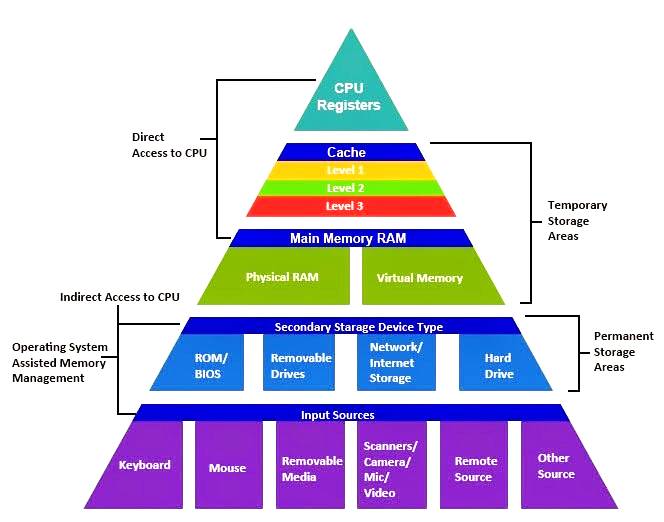 CPU
Registers
Direct
Access to CPU
Cache
Level 1
Level 2
Level 3
Temporary
Storage
Areas
Main Memory RAM
Physical RAM
Virtual Memory
Indirect Access to CPU
Secondary Starage Device Type
Operating System
Assisted Memory
Management
ROM/
BIOS
Removable
Drives
Network/
Internet
Storage
Hard
Drive
Permanent
Storage
Areas
Input Sources
Keyboard
Mouse
Removable
Media
Scanners/
Camera/
Mic/
Video
Remote
Source
Other
Source